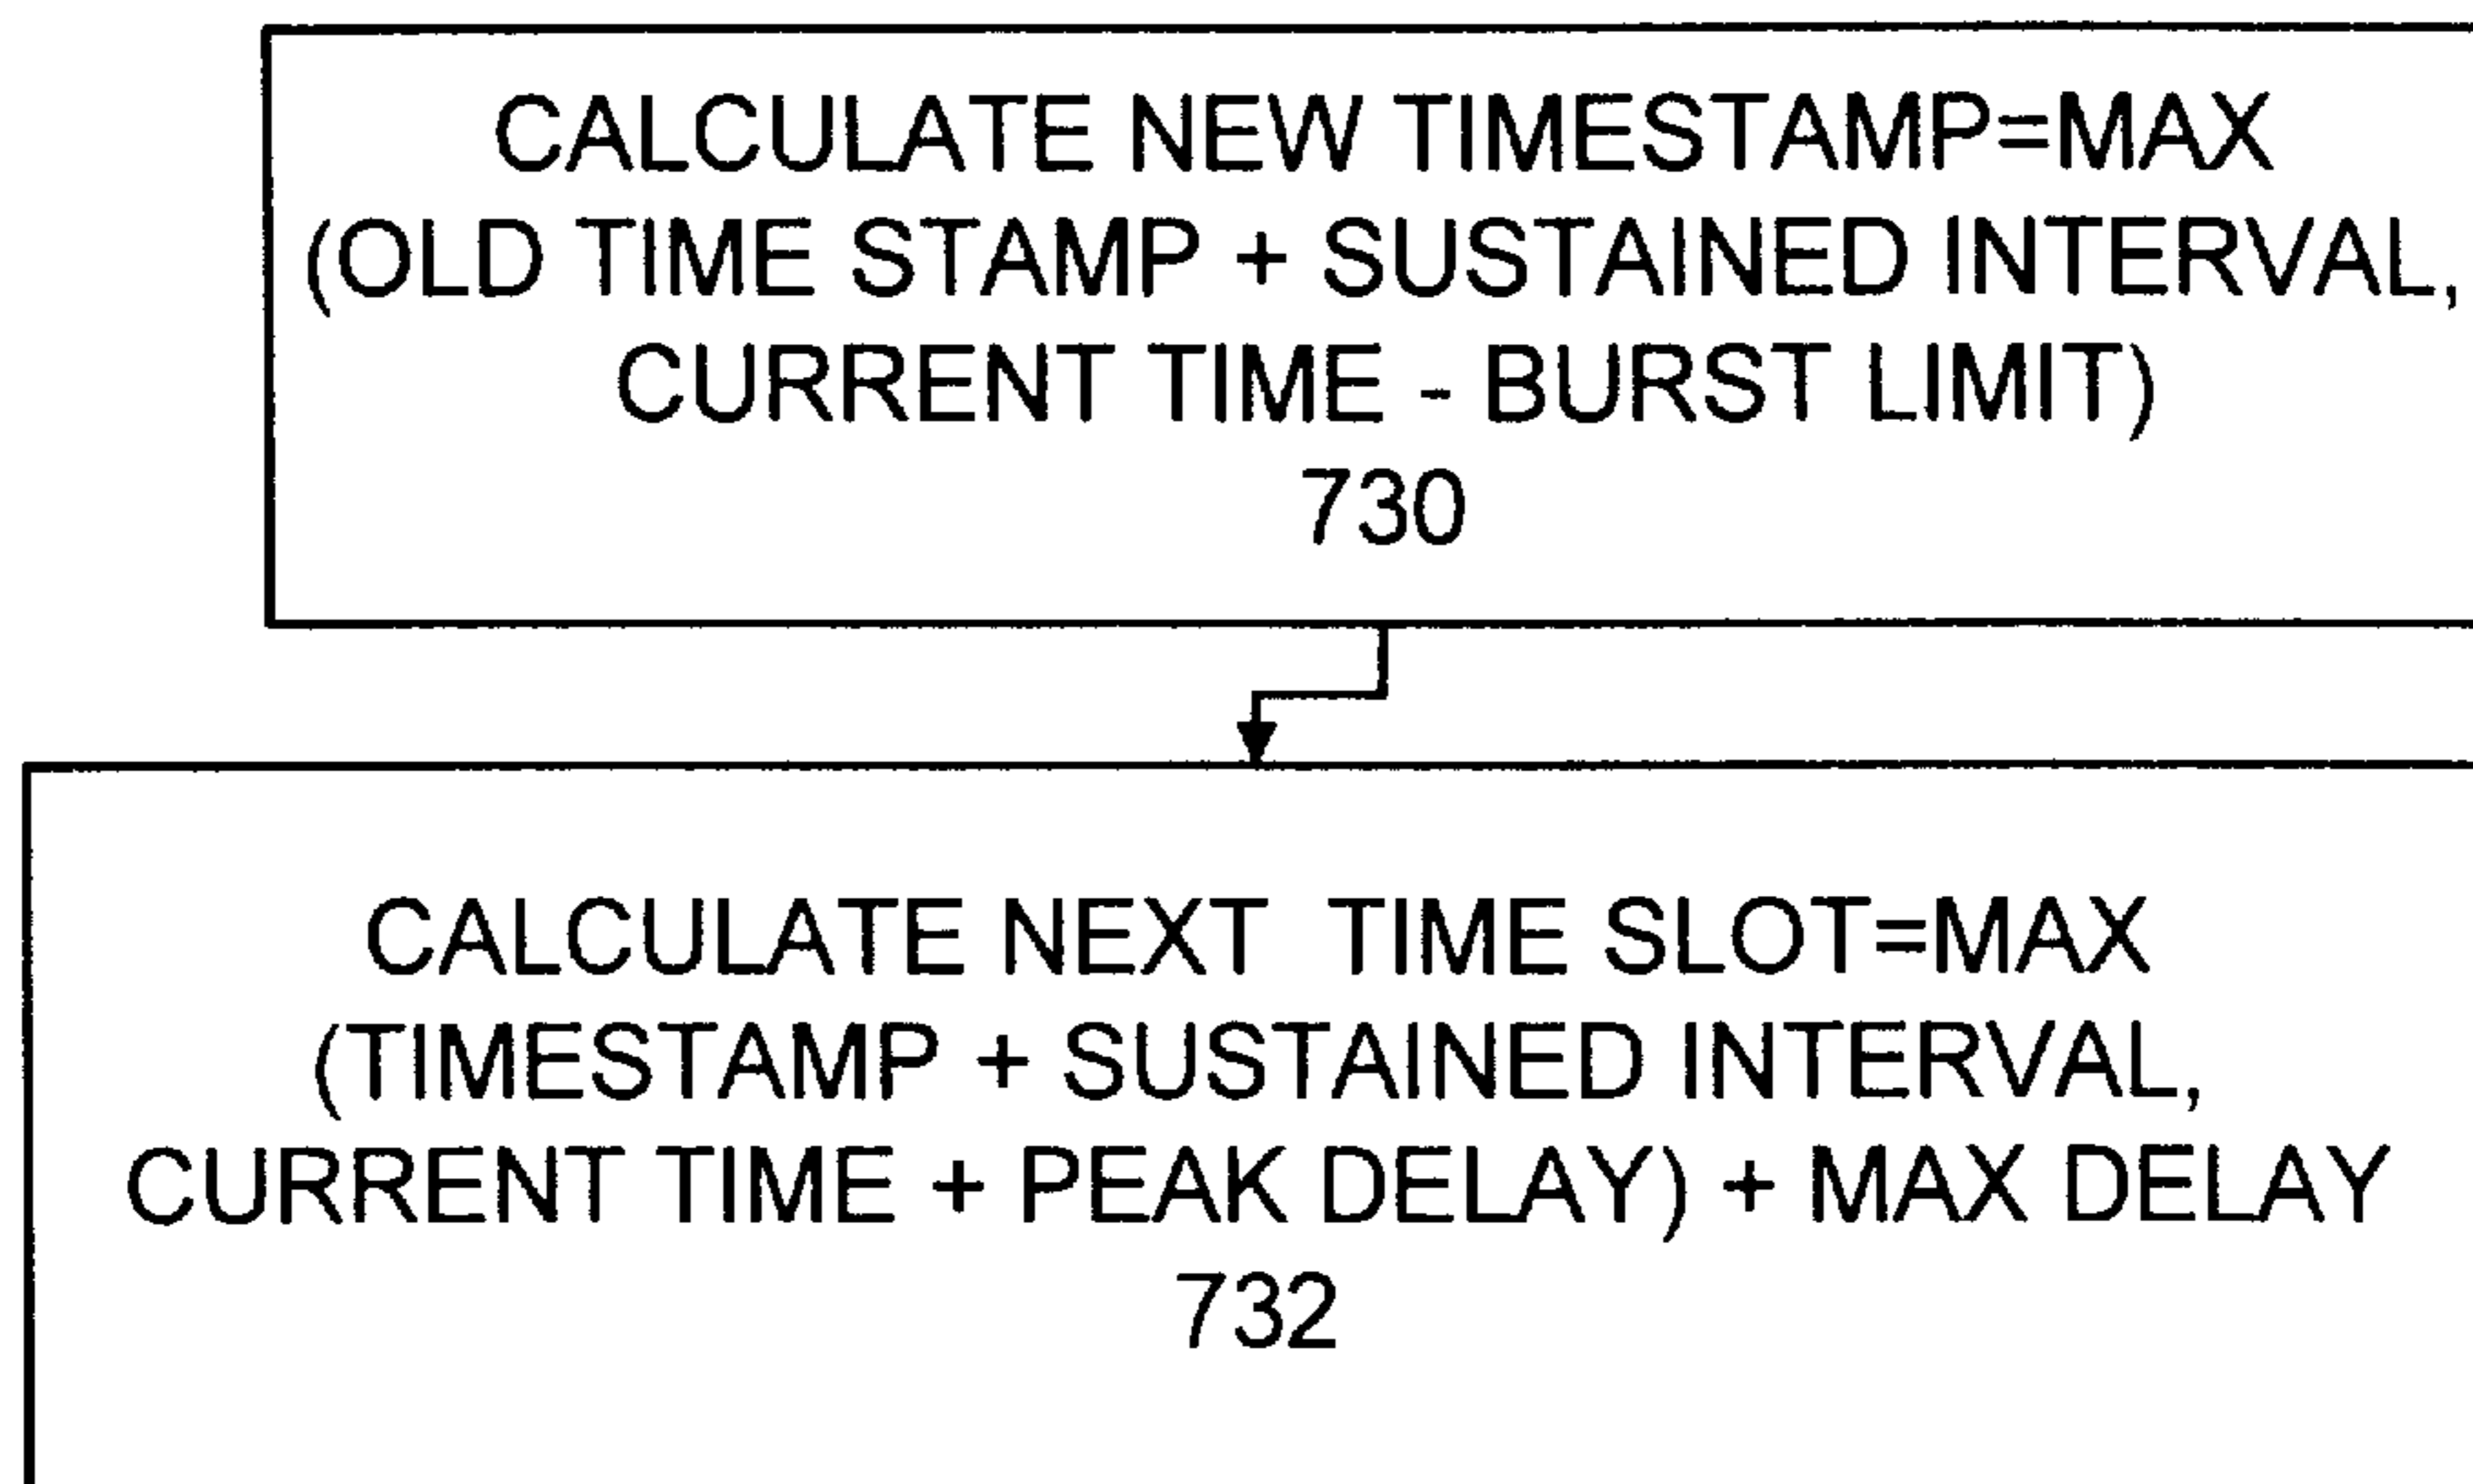 CALCULATE NEW TIMESTAMP=MAX
(OLD TIME STAMP + SUSTAINED INTERVAL,
CURRENT TIME - BURST LIMIT)
730
CALCULATE NEXT TIME SLOT=MAX
(TIMESTAMP + SUSTAINED INTERVAL,
CURRENT TIME + PEAK DELAY) + MAX DELAY
732